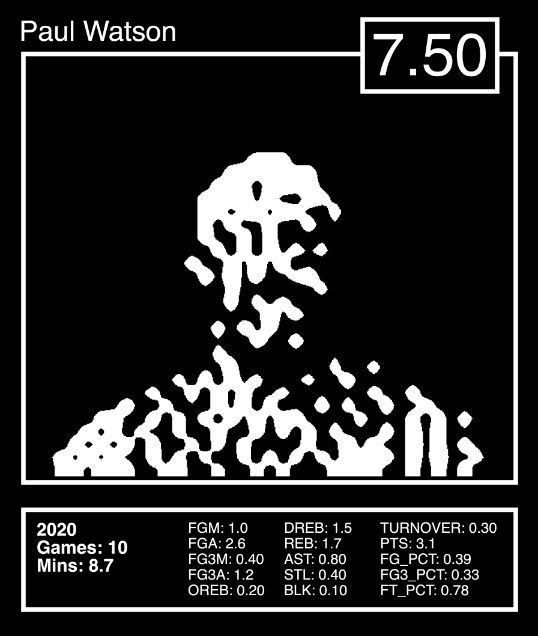 Paul Watson
7.50
2020
Games: 10
Mins: 8.7
FGM: 1.0
FGA: 2.6
FG3M: 0.40
FG3A: 1.2
OREB: 0.20
DREB: 1.5
REB: 1.7
AST: 0.80
STL: 0.40
BLK: 0.10
TURNOVER: 0.30
PTS: 3.1
FG_PCT: 0.39
FG3_PCT: 0.33
FT_PCT: 0.78